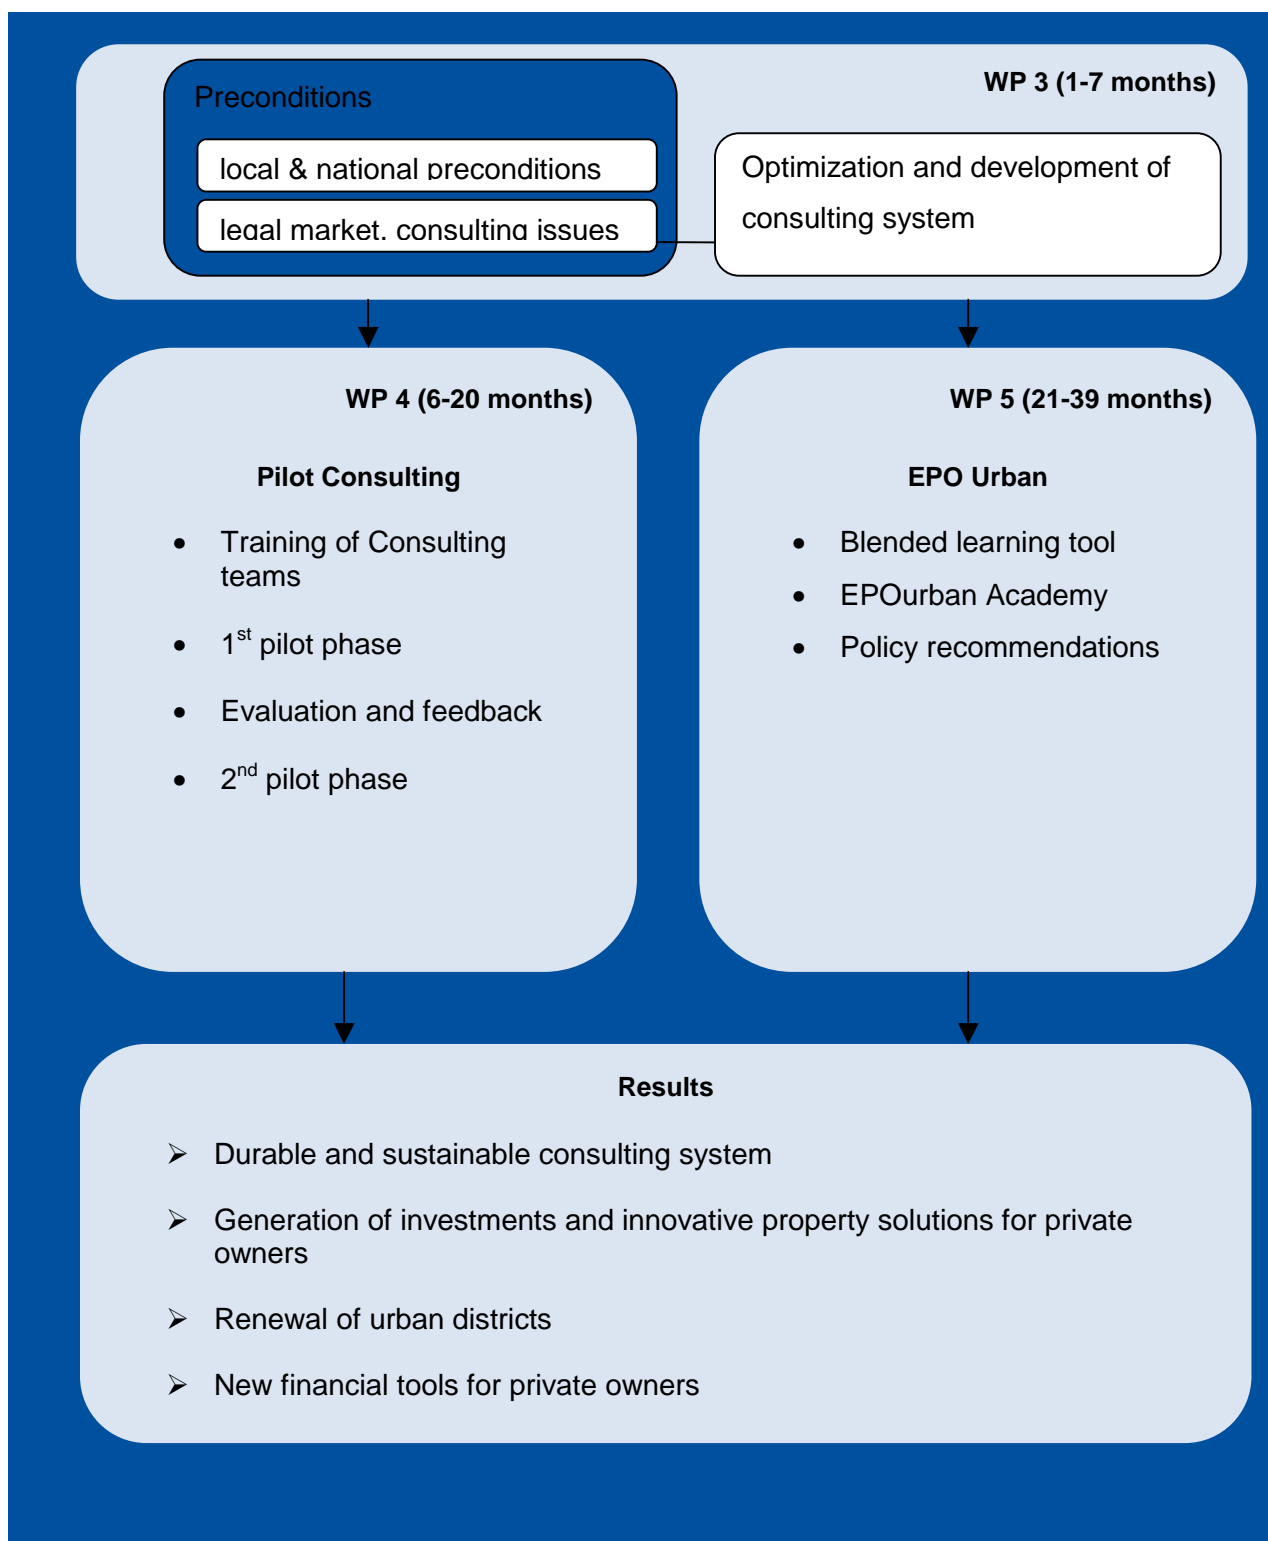 Preconditions
WP 3 (1-7 months)
local & national preconditions
legal market, consulting issues
Optimization and development of
consulting system
WP 4 (6-20 months)
Pilot Consulting
• Training of Consulting
teams
• 1st pilot phase
• Evaluation and feedback
• 2nd pilot phase
WP 5 (21-39 months)
EPO Urban
• Blended learning tool
• EPOurban Academy
• Policy recommendations
Results
➢ Durable and sustainable consulting system
➢ Generation of investments and innovative property solutions for private
owners
➢ Renewal of urban districts
➢ New financial tools for private owners